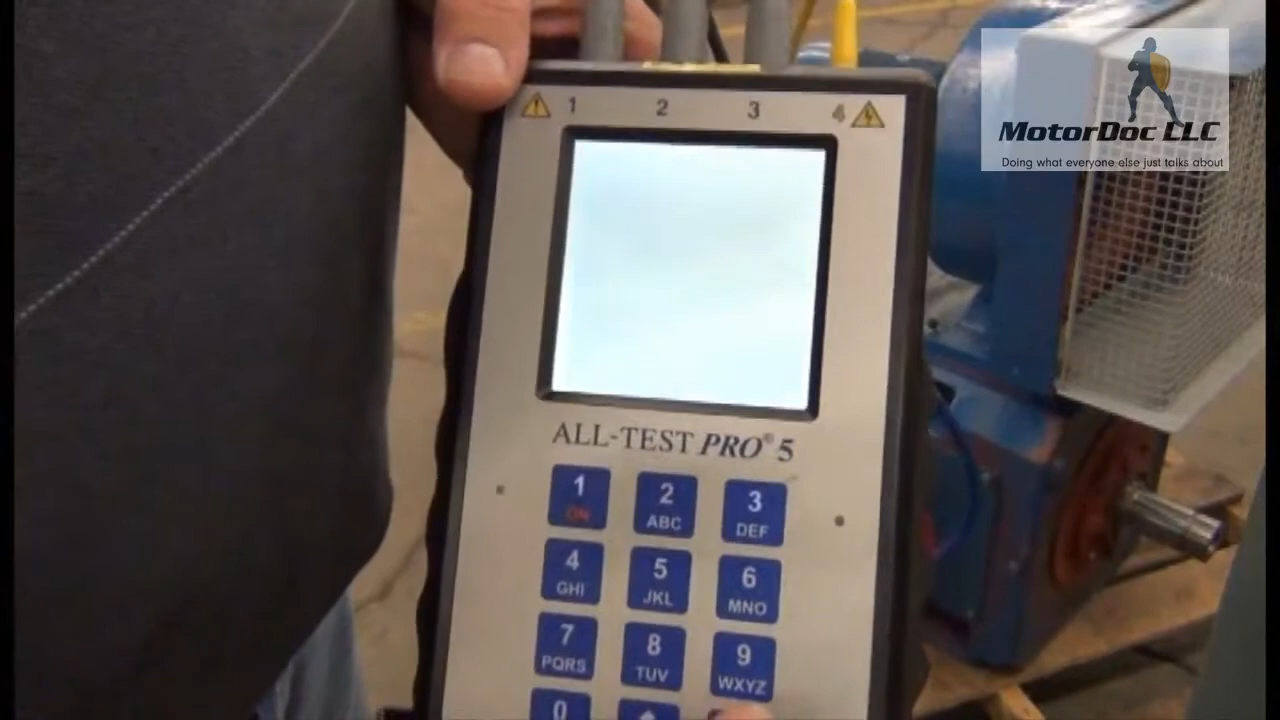 1 2 3 4
MotorDoc LLC
Doing what everyone else just talks about
ALL-TEST PRO® 5
1 2 3
ON ABC DEF
4 5 6
GHI JKL MNO
7 8 9
PQRS TUV WXYZ
0